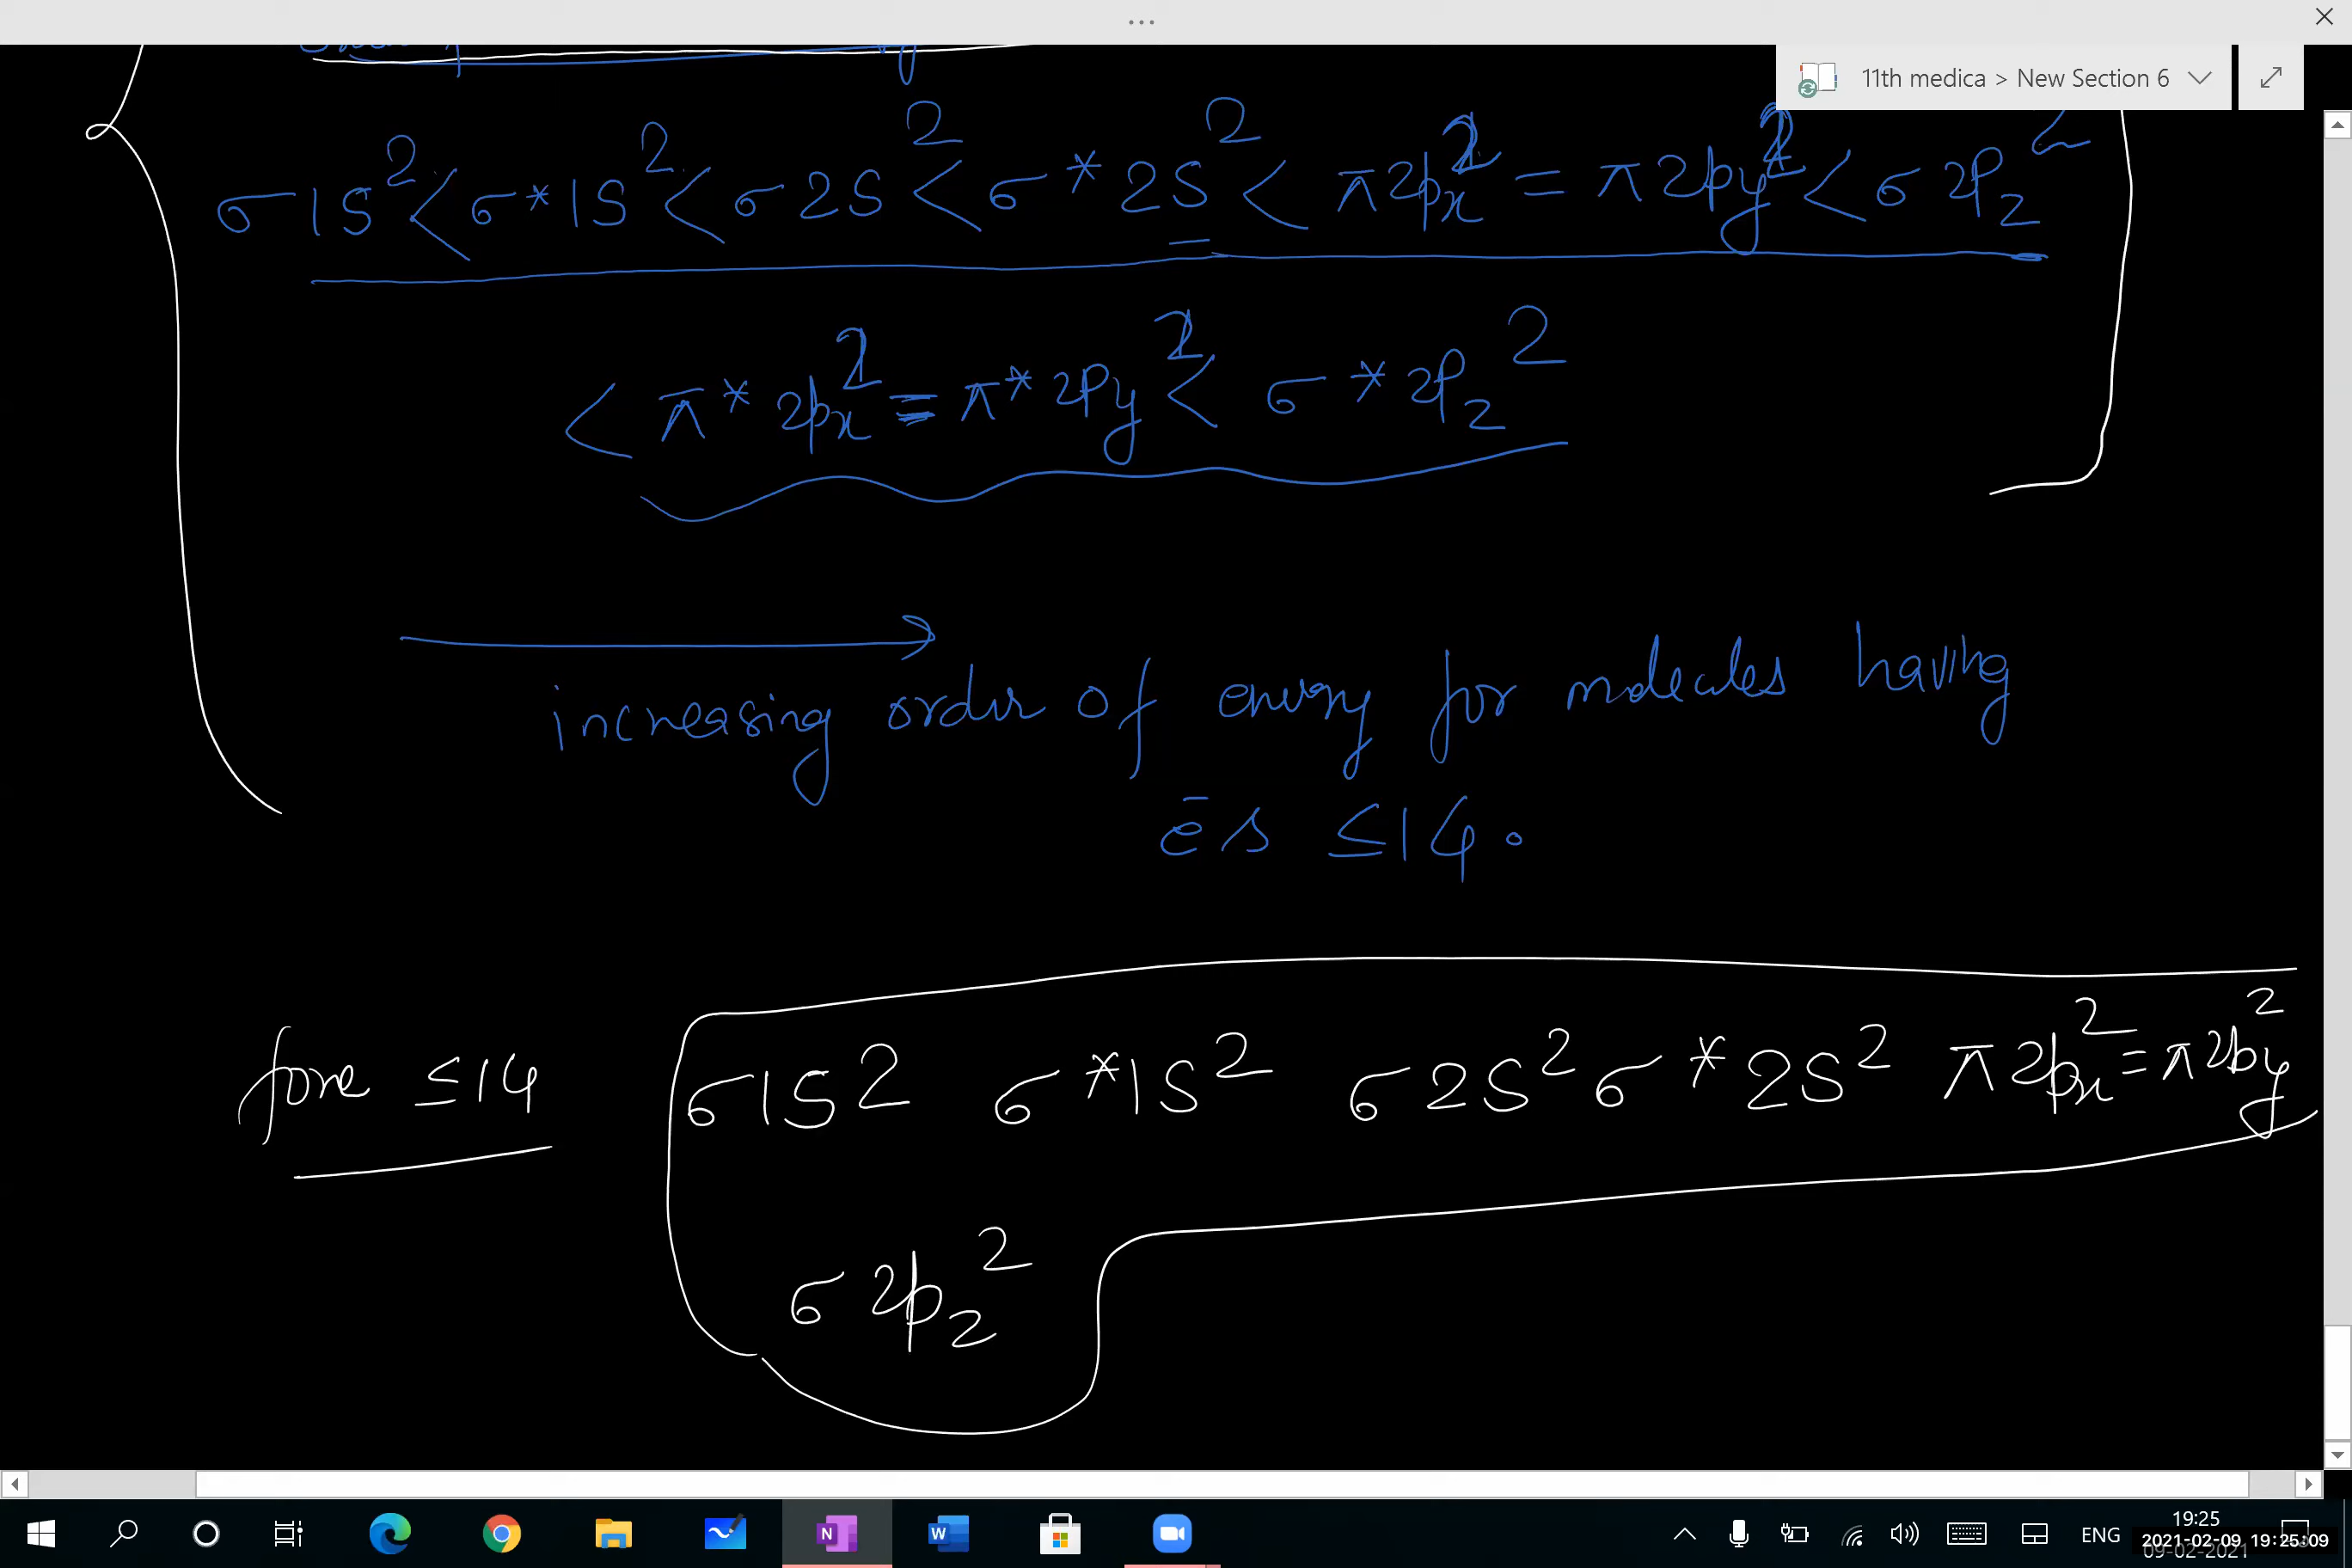 11th medica > New Section 6
σ1s² < σ*1s² < σ2s² < σ*2s² < π2px² = π2py² < σ2pz²
< π*2px² = π*2py² < σ*2pz²
increasing order of energy for molecules having
ēs ≤14.
for e ≤14 σ1s² σ*1s² σ2s² σ*2s² π2px² = π2py²
σ2pz²
ENG
19:25
2021-02-09 19:25:09
09-02-2021